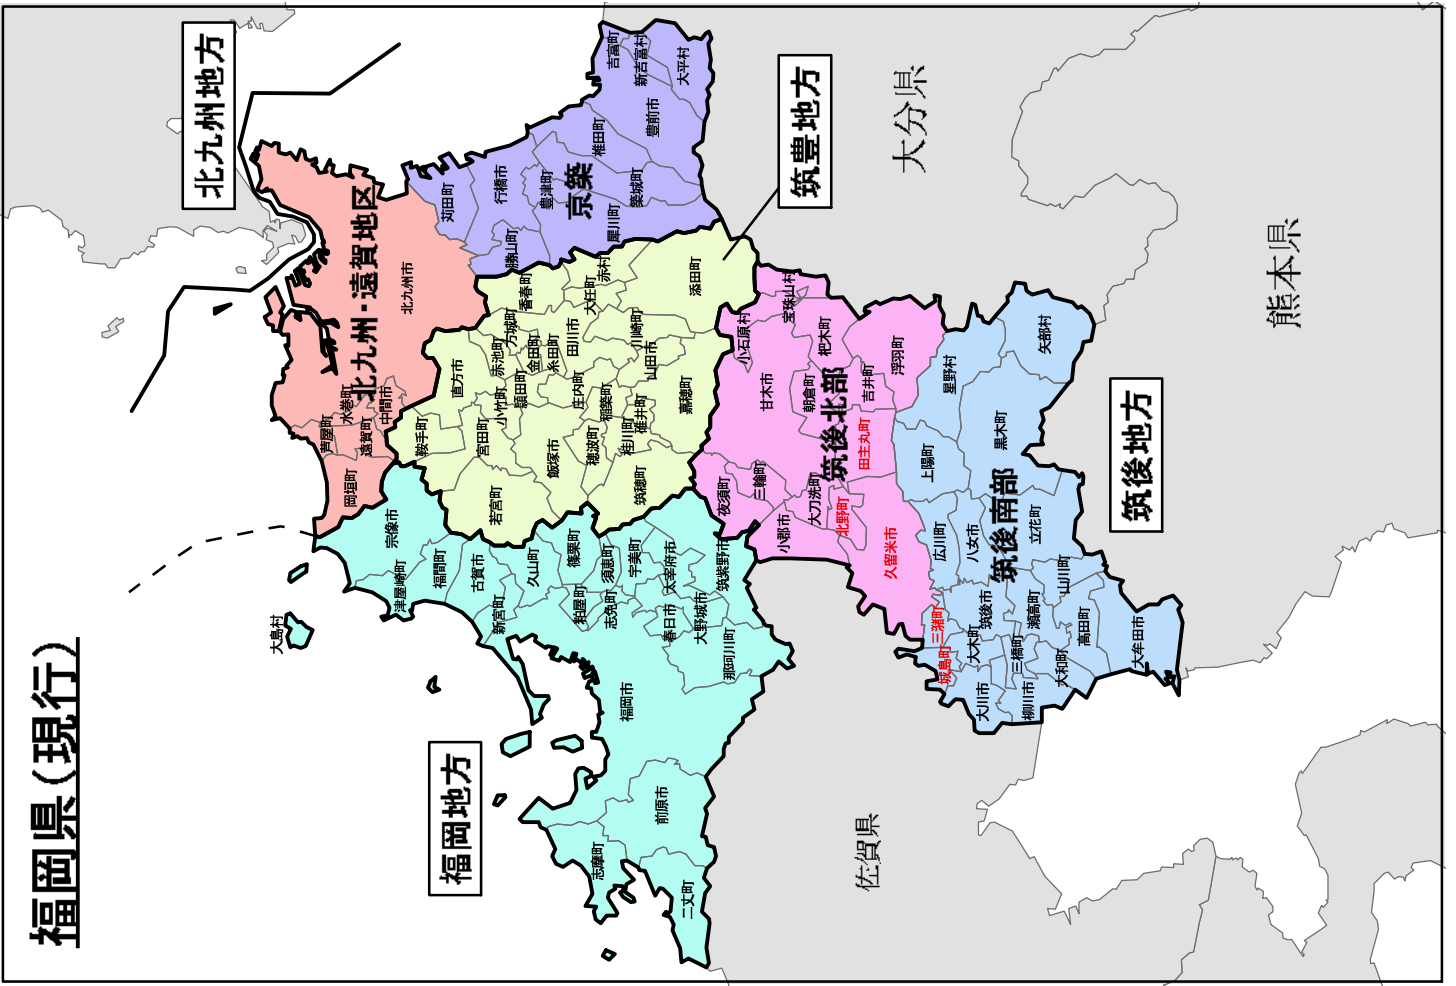 福岡県(現行)
北九州地方
北九州・遠賀地区
北九州市
芦屋町
水巻町
中間市
遠賀町
岡垣町
京築
苅田町
行橋市
勝山町
豊津町
犀川町
椎田町
築城町
豊前市
吉富町
新吉富村
大平村
筑豊地方
直方市
鞍手町
宮田町
若宮町
小竹町
頴田町
赤池町
方城町
金田町
糸田町
香春町
田川市
大任町
赤村
添田町
川崎町
山田市
庄内町
稲築町
碓井町
嘉穂町
飯塚市
穂波町
桂川町
筑穂町
福岡地方
宗像市
津屋崎町
福間町
大島村
古賀市
新宮町
久山町
篠栗町
粕屋町
須恵町
志免町
宇美町
太宰府市
筑紫野市
春日市
大野城市
那珂川町
福岡市
前原市
志摩町
二丈町
筑後地方
筑後北部
小石原村
宝珠山村
甘木市
杷木町
朝倉町
浮羽町
吉井町
田主丸町
夜須町
三輪町
大刀洗町
小郡市
北野町
久留米市
筑後南部
星野村
矢部村
黒木町
上陽町
広川町
八女市
立花町
筑後市
三潴町
城島町
大木町
大川市
三橋町
柳川市
瀬高町
山川町
高田町
大和町
大牟田市
大分県
熊本県
佐賀県